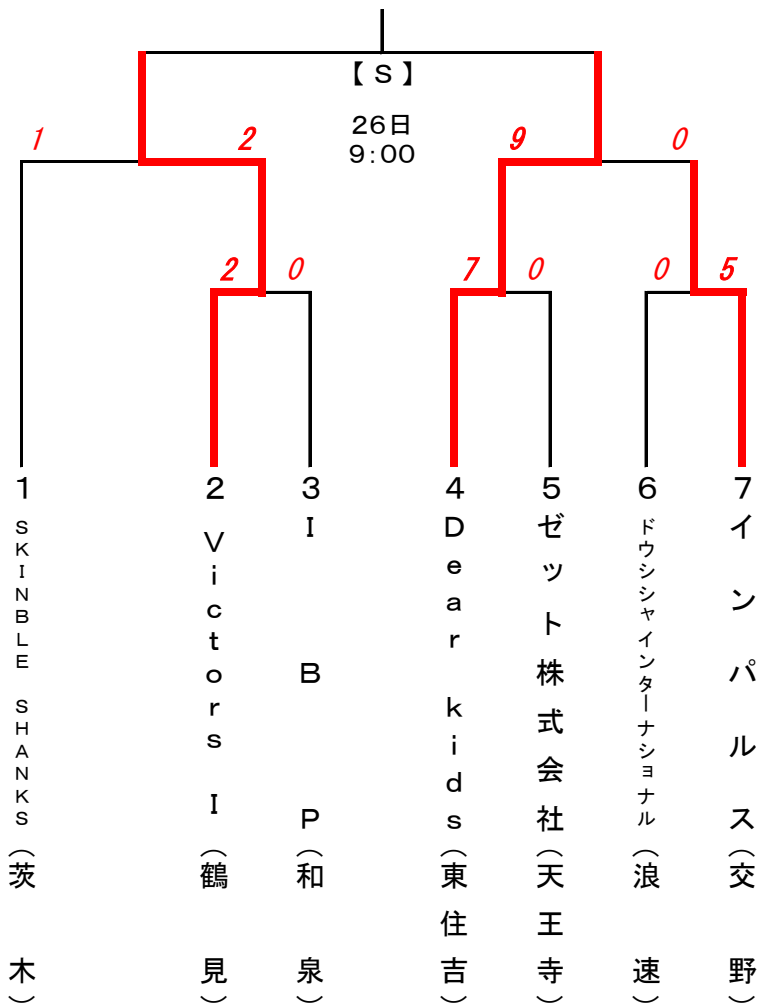 【 S 】
26日
9:00
1
2
9
0
2
0
7
0
0
5
1
2
3
4
5
6
7
SKINBLE SHANKS（茨木）
Victors I（鶴見）
I B P（和泉）
Dear kids（東住吉）
ゼット株式会社（天王寺）
ドウシシャインターナショナル（浪速）
インパルス（交野）